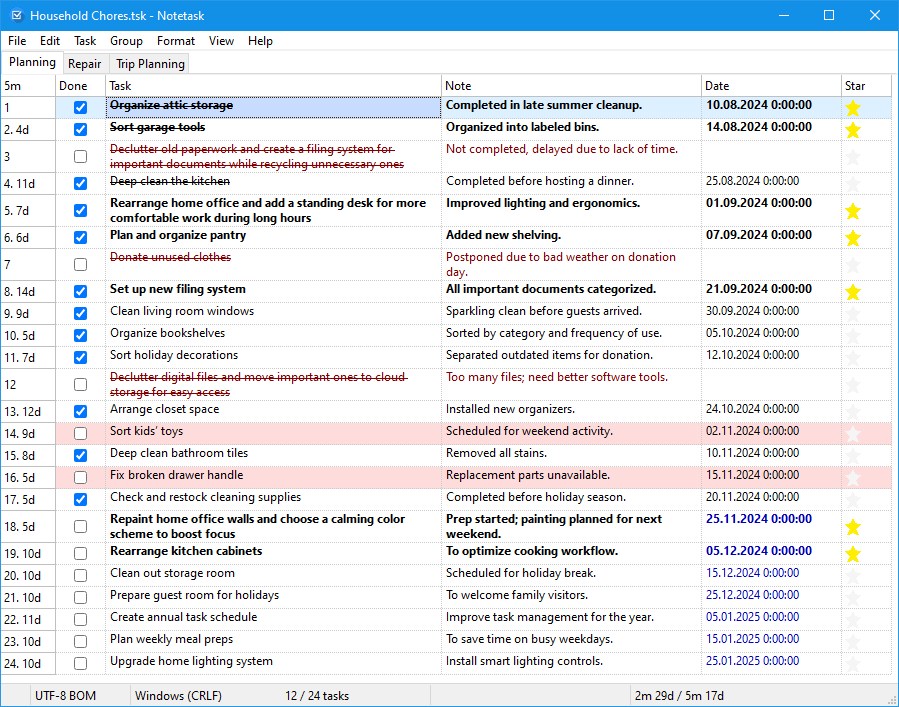 Household Chores.tsk - Notetask
File Edit Task Group Format View Help
Planning Repair Trip Planning
5m Done Task Note Date Star
1 Organize attic storage Completed in late summer cleanup. 10.08.2024 0:00:00
2. 4d Sort garage tools Organized into labeled bins. 14.08.2024 0:00:00
3 Declutter old paperwork and create a filing system for Not completed, delayed due to lack of time.
important documents while recycling unnecessary ones
4. 11d Deep clean the kitchen Completed before hosting a dinner. 25.08.2024 0:00:00
5. 7d Rearrange home office and add a standing desk for more Improved lighting and ergonomics. 01.09.2024 0:00:00
comfortable work during long hours
6. 6d Plan and organize pantry Added new shelving. 07.09.2024 0:00:00
7 Donate unused clothes Postponed due to bad weather on donation
day.
8. 14d Set up new filing system All important documents categorized. 21.09.2024 0:00:00
9. 9d Clean living room windows Sparkling clean before guests arrived. 30.09.2024 0:00:00
10. 5d Organize bookshelves Sorted by category and frequency of use. 05.10.2024 0:00:00
11. 7d Sort holiday decorations Separated outdated items for donation. 12.10.2024 0:00:00
12 Declutter digital files and move important ones to cloud Too many files; need better software tools.
storage for easy access
13. 12d Arrange closet space Installed new organizers. 24.10.2024 0:00:00
14. 9d Sort kids’ toys Scheduled for weekend activity. 02.11.2024 0:00:00
15. 8d Deep clean bathroom tiles Removed all stains. 10.11.2024 0:00:00
16. 5d Fix broken drawer handle Replacement parts unavailable. 15.11.2024 0:00:00
17. 5d Check and restock cleaning supplies Completed before holiday season. 20.11.2024 0:00:00
18. 5d Repaint home office walls and choose a calming color Prep started; painting planned for next 25.11.2024 0:00:00
scheme to boost focus weekend.
19. 10d Rearrange kitchen cabinets To optimize cooking workflow. 05.12.2024 0:00:00
20. 10d Clean out storage room Scheduled for holiday break. 15.12.2024 0:00:00
21. 10d Prepare guest room for holidays To welcome family visitors. 25.12.2024 0:00:00
22. 11d Create annual task schedule Improve task management for the year. 05.01.2025 0:00:00
23. 10d Plan weekly meal preps To save time on busy weekdays. 15.01.2025 0:00:00
24. 10d Upgrade home lighting system Install smart lighting controls. 25.01.2025 0:00:00
UTF-8 BOM Windows (CRLF) 12 / 24 tasks 2m 29d / 5m 17d